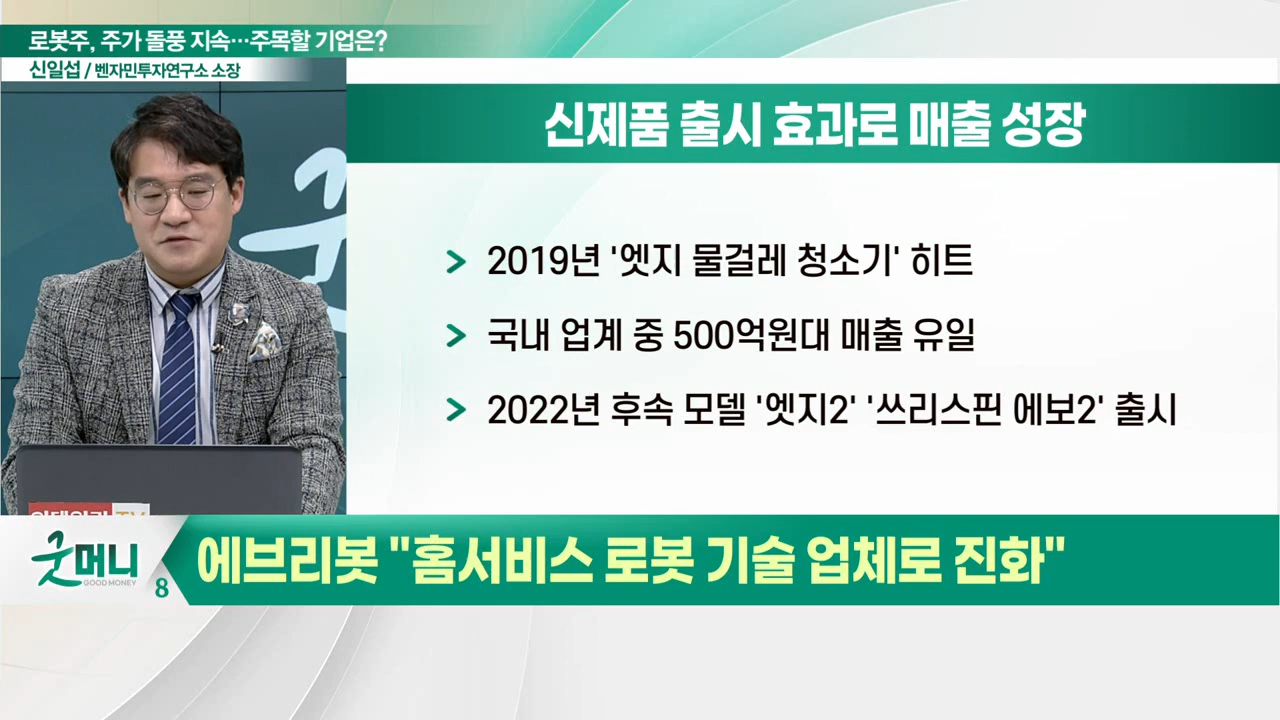 로봇주, 주가 돌풍 지속…주목할 기업은?
신일섭 / 벤자민투자연구소 소장
신제품 출시 효과로 매출 성장
> 2019년 '엣지 물걸레 청소기' 히트
> 국내 업계 중 500억원대 매출 유일
> 2022년 후속 모델 '엣지2' '쓰리스핀 에보2' 출시
굿머니
GOOD MONEY
8
에브리봇 "홈서비스 로봇 기술 업체로 진화"